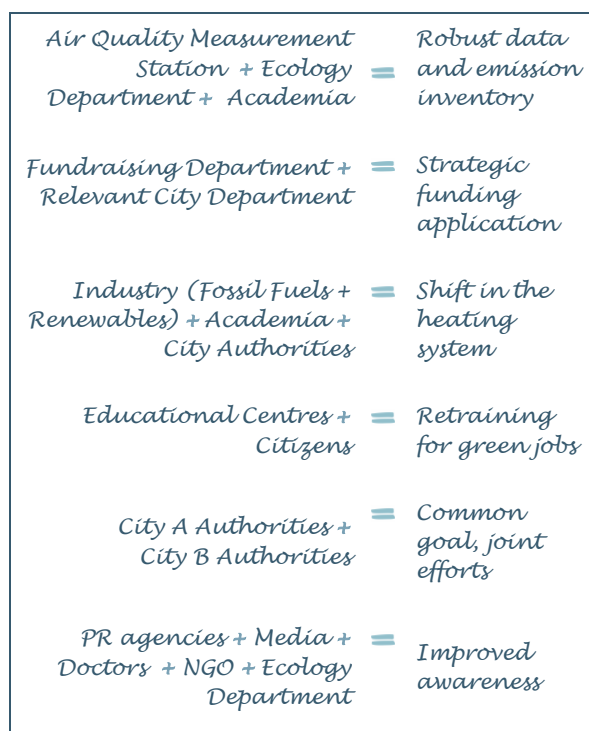 Air Quality Measurement
Station + Ecology
Department + Academia
=
Robust data
and emission
inventory
Fundraising Department +
Relevant City Department
=
Strategic
funding
application
Industry (Fossil Fuels +
Renewables) + Academia +
City Authorities
=
Shift in the
heating
system
Educational Centres +
Citizens
=
Retraining
for green jobs
City A Authorities +
City B Authorities
=
Common
goal, joint
efforts
PR agencies + Media +
Doctors + NGO + Ecology
Department
=
Improved
awareness